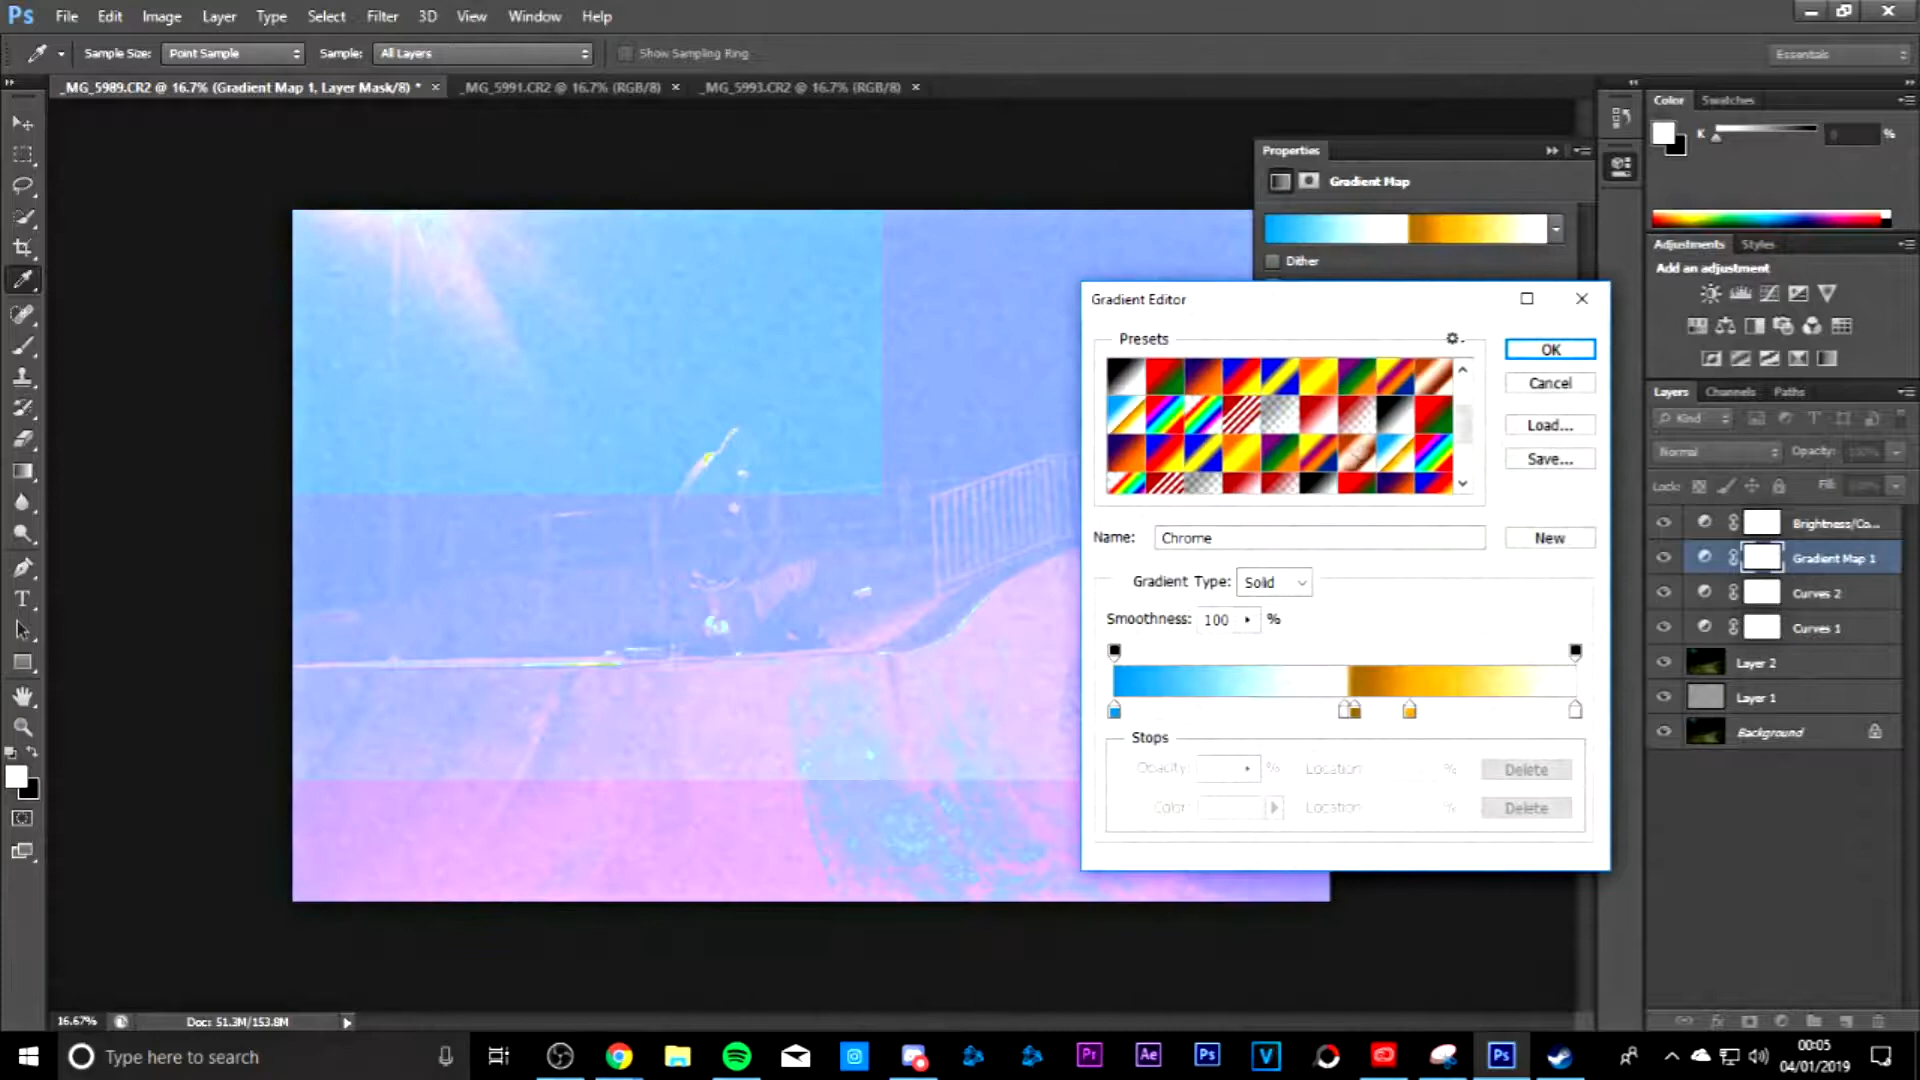 Ps File Edit Image Layer Type Select Filter 3D View Window Help
Sample Size: Point Sample Sample: All Layers Show Sampling Ring Essentials
_MG_5989.CR2 @ 16.7% (Gradient Map 1, Layer Mask/8) * × _MG_5991.CR2 @ 16.7% (RGB/8) × _MG_5993.CR2 @ 16.7% (RGB/8) ×
Color Swatches
K %
Properties
Gradient Map
Dither
Adjustments Styles
Add an adjustment
Gradient Editor
Presets
OK
Cancel
Load...
Save...
Name: Chrome New
Gradient Type: Solid
Smoothness: 100 %
Stops
Opacity: % Location % Delete
Color: Location % Delete
Layers Channels Paths
Kind
Normal Opacity: 100%
Lock: Fill:
Brightness/Co...
Gradient Map 1
Curves 2
Curves 1
Layer 2
Layer 1
Background
16.67% Doc: 51.3M/153.8M
Type here to search
Pr Ae Ps V Ps
00:05
04/01/2019